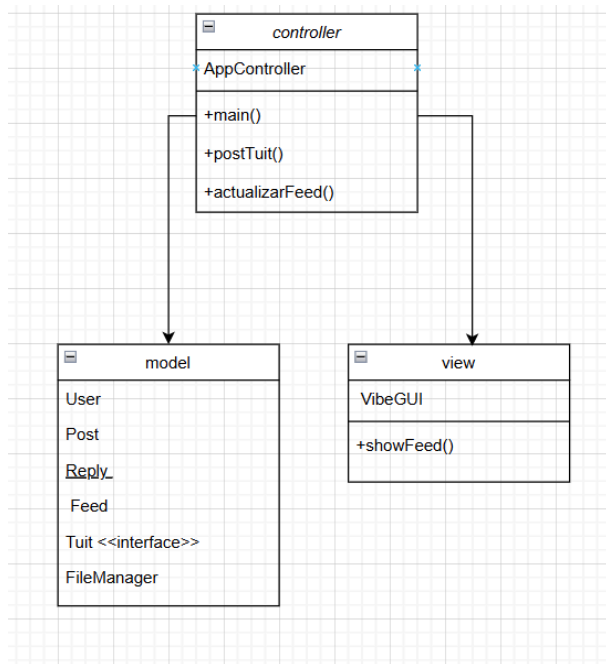 controller
AppController
+main()
+postTuit()
+actualizarFeed()
model
User
Post
Reply
Feed
Tuit <<interface>>
FileManager
view
VibeGUI
+showFeed()